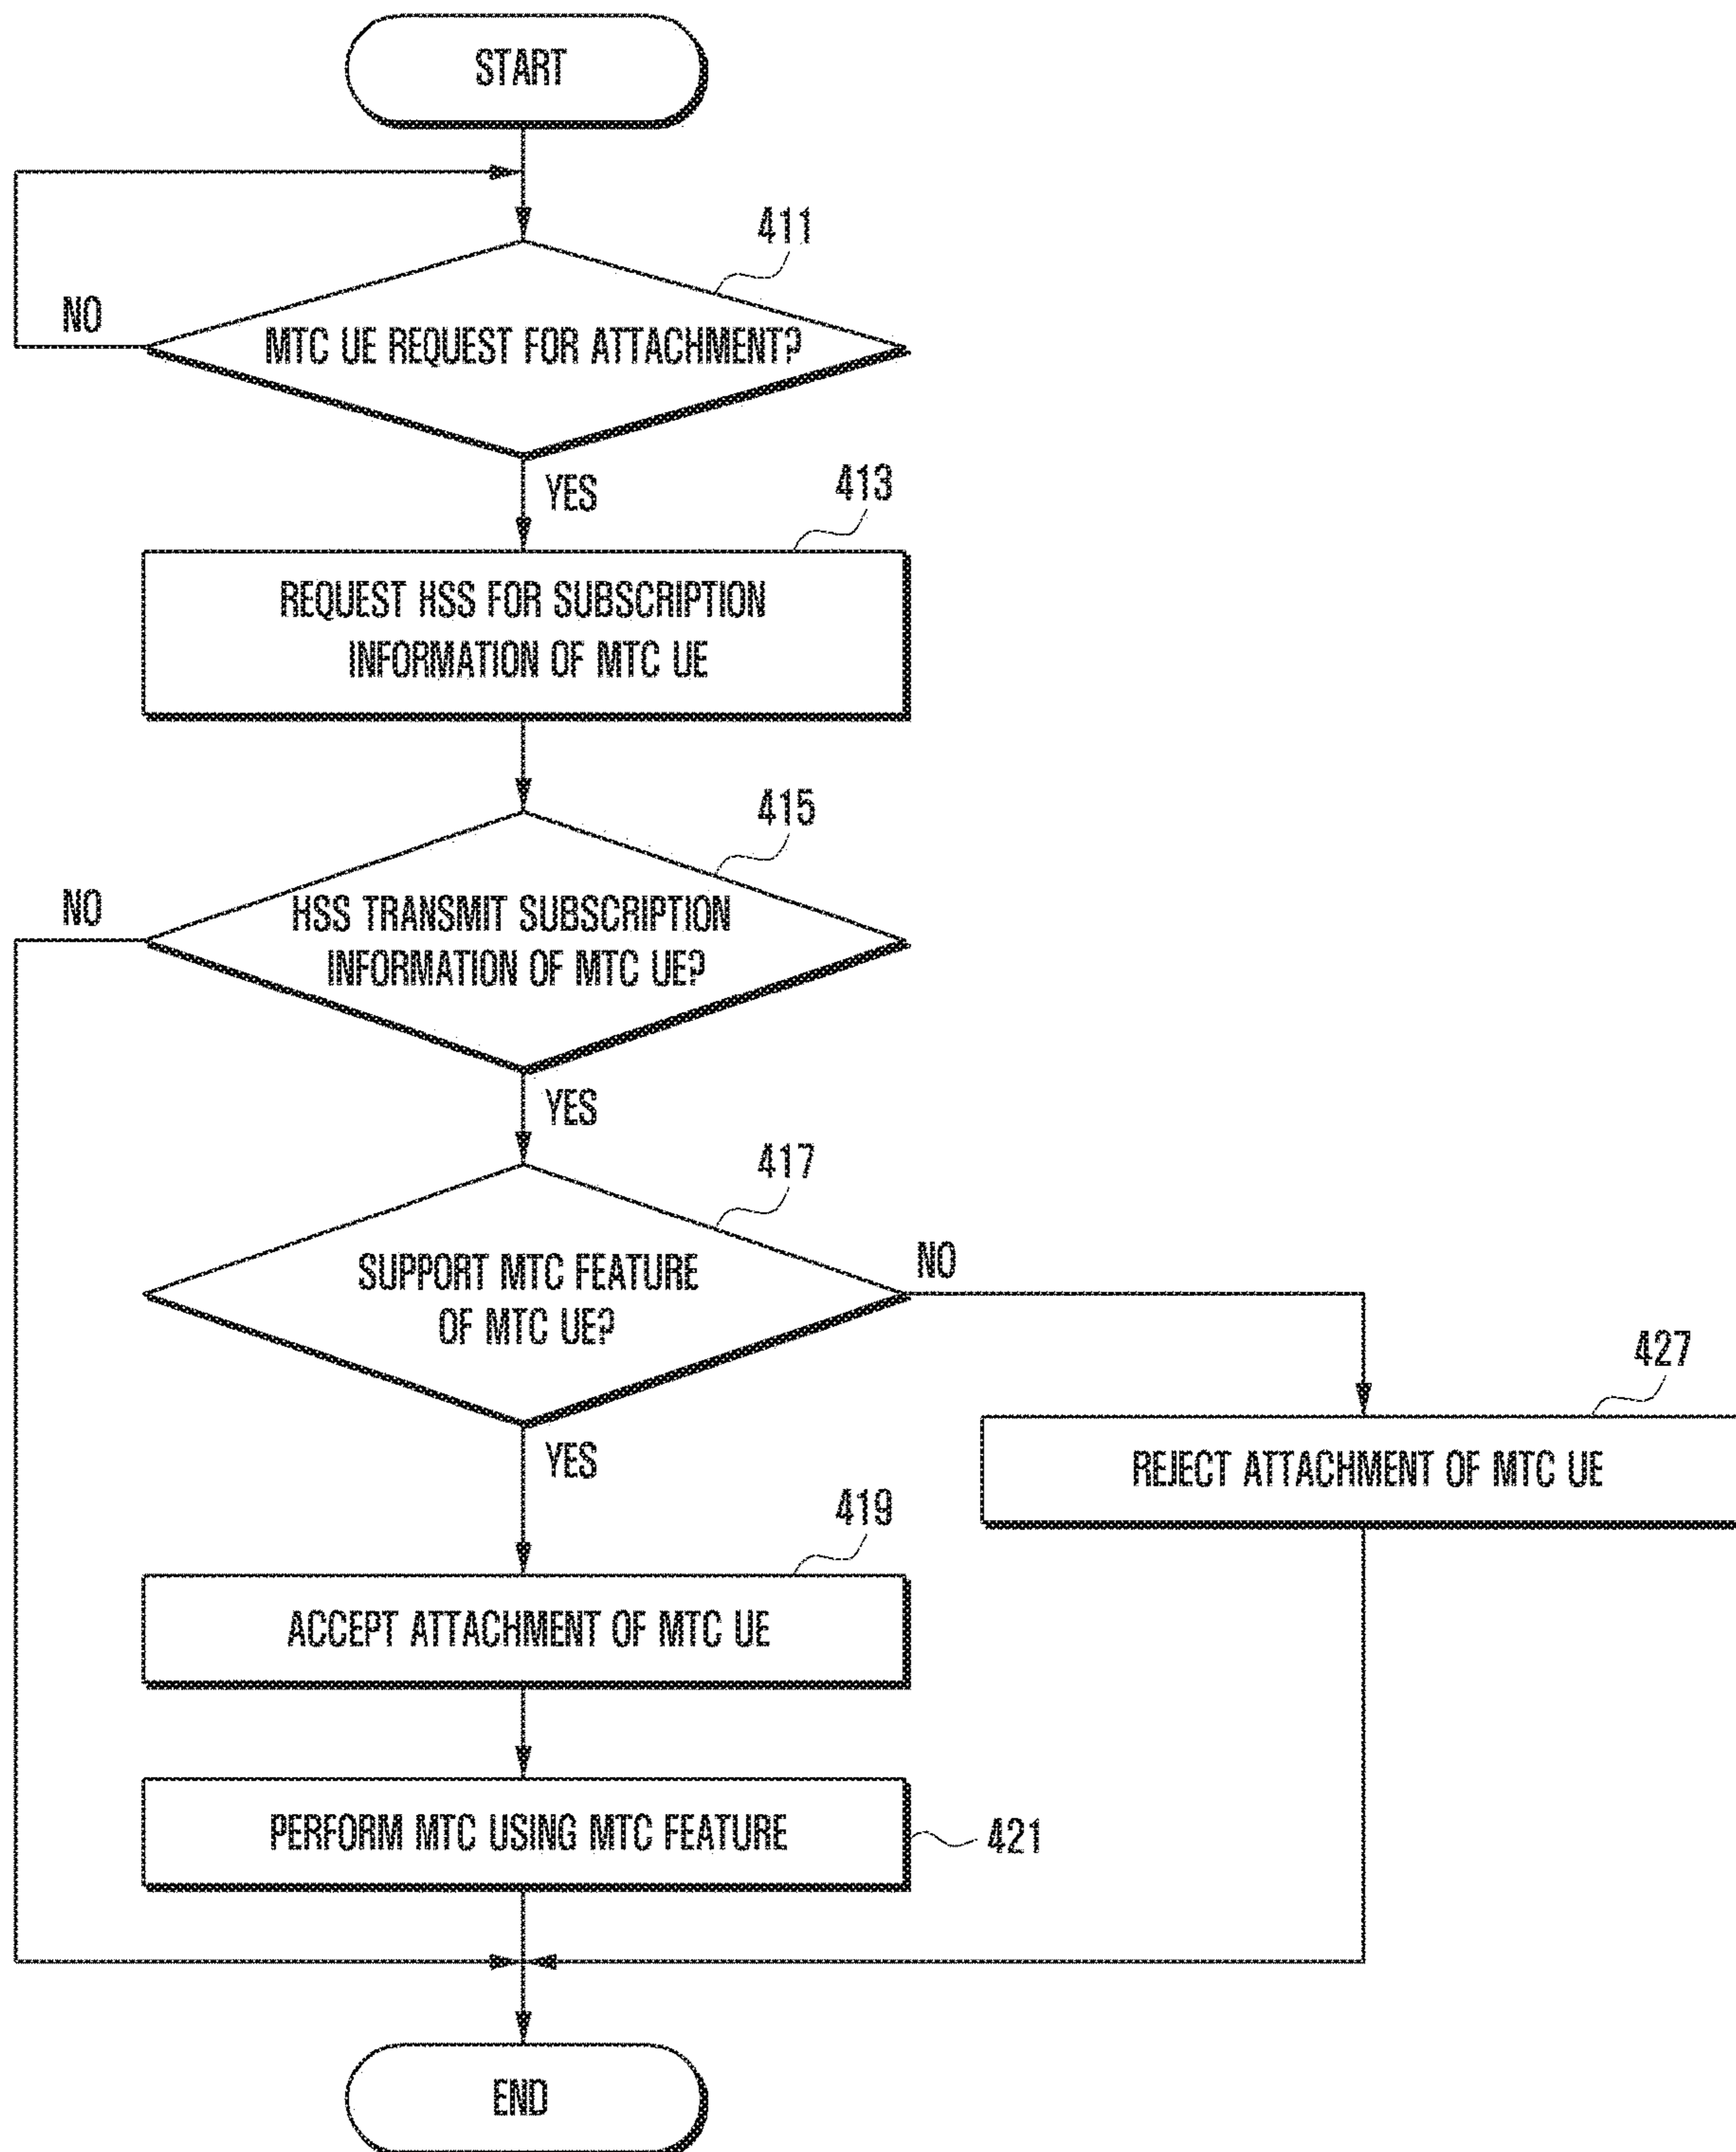 START
411
NO
MTC UE REQUEST FOR ATTACHMENT?
YES
413
REQUEST HSS FOR SUBSCRIPTION
INFORMATION OF MTC UE
415
NO
HSS TRANSMIT SUBSCRIPTION
INFORMATION OF MTC UE?
YES
417
SUPPORT MTC FEATURE
OF MTC UE?
NO
427
REJECT ATTACHMENT OF MTC UE
YES
419
ACCEPT ATTACHMENT OF MTC UE
PERFORM MTC USING MTC FEATURE
421
END